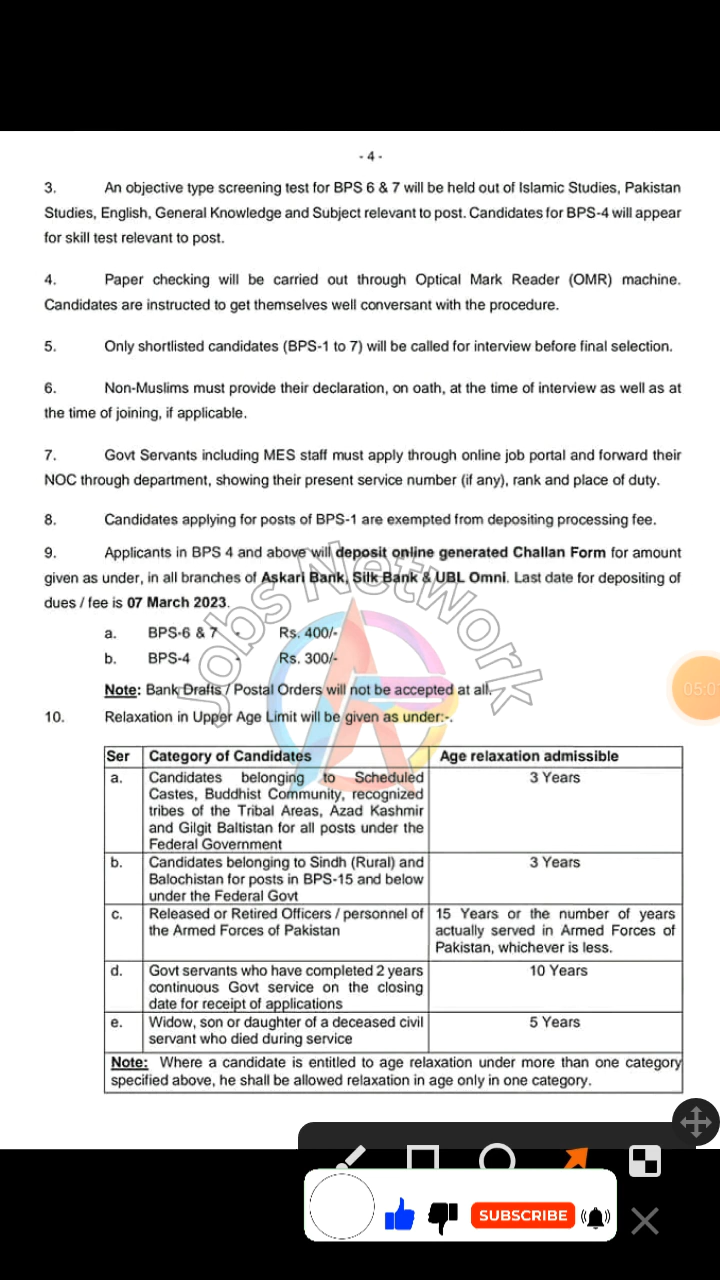 - 4 -
3. An objective type screening test for BPS 6 & 7 will be held out of Islamic Studies, Pakistan
Studies, English, General Knowledge and Subject relevant to post. Candidates for BPS-4 will appear
for skill test relevant to post.
4. Paper checking will be carried out through Optical Mark Reader (OMR) machine.
Candidates are instructed to get themselves well conversant with the procedure.
5. Only shortlisted candidates (BPS-1 to 7) will be called for interview before final selection.
6. Non-Muslims must provide their declaration, on oath, at the time of interview as well as at
the time of joining, if applicable.
7. Govt Servants including MES staff must apply through online job portal and forward their
NOC through department, showing their present service number (if any), rank and place of duty.
8. Candidates applying for posts of BPS-1 are exempted from depositing processing fee.
9. Applicants in BPS 4 and above will deposit online generated Challan Form for amount
given as under, in all branches of Askari Bank, Silk Bank & UBL Omni. Last date for depositing of
dues / fee is 07 March 2023.
a. BPS-6 & 7 - Rs. 400/-
b. BPS-4 - Rs. 300/-
Note: Bank Drafts / Postal Orders will not be accepted at all.
Jobs Network
10. Relaxation in Upper Age Limit will be given as under:-.
Ser Category of Candidates Age relaxation admissible
a. Candidates belonging to Scheduled 3 Years
Castes, Buddhist Community, recognized
tribes of the Tribal Areas, Azad Kashmir
and Gilgit Baltistan for all posts under the
Federal Government
b. Candidates belonging to Sindh (Rural) and 3 Years
Balochistan for posts in BPS-15 and below
under the Federal Govt
c. Released or Retired Officers / personnel of 15 Years or the number of years
the Armed Forces of Pakistan actually served in Armed Forces of
Pakistan, whichever is less.
d. Govt servants who have completed 2 years 10 Years
continuous Govt service on the closing
date for receipt of applications
e. Widow, son or daughter of a deceased civil 5 Years
servant who died during service
Note: Where a candidate is entitled to age relaxation under more than one category
specified above, he shall be allowed relaxation in age only in one category.
SUBSCRIBE